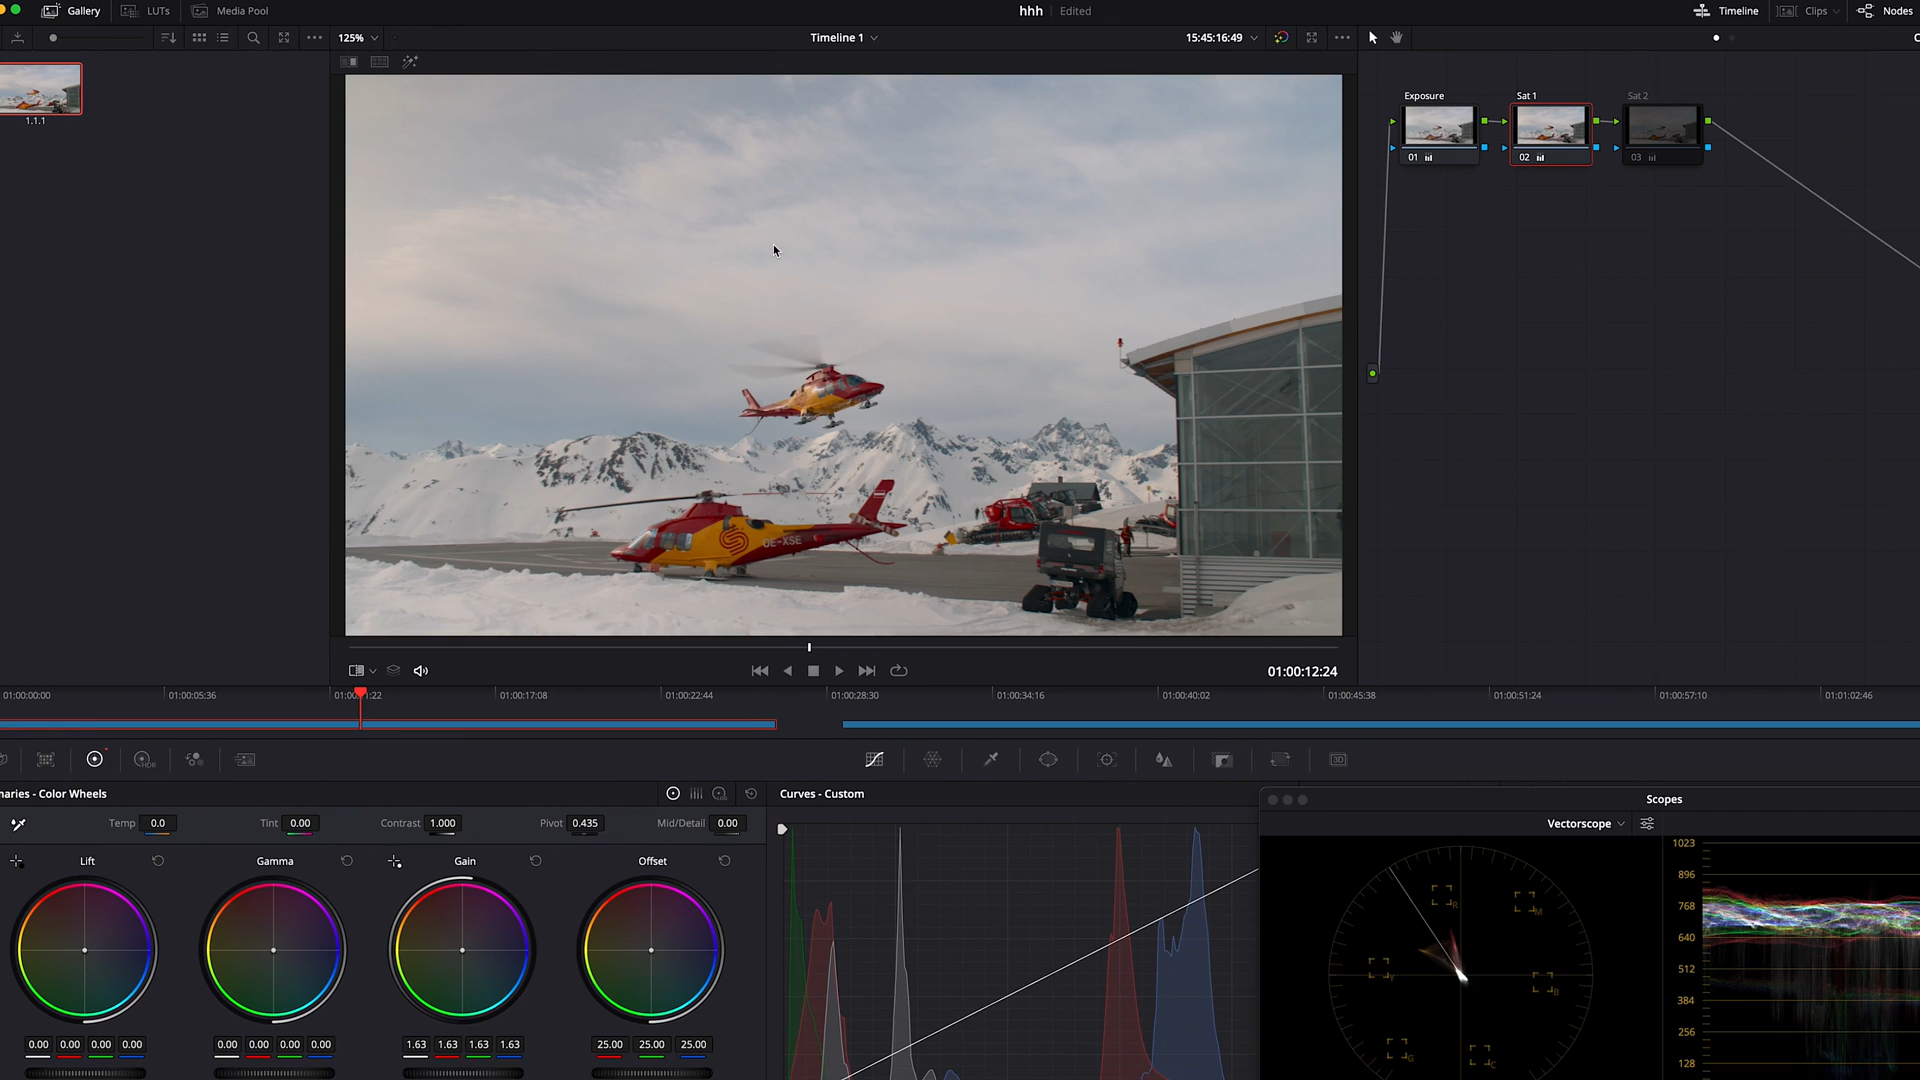 Gallery LUTs Media Pool hhh Edited Timeline Clips Nodes
125% Timeline 1 15:45:16:49 C
1.1.1
Exposure Sat 1 Sat 2
01 02 03
OE-XSE
01:00:12:24
01:00:00:00 01:00:05:36 01:00: 1:22 01:00:17:08 01:00:22:44 01:00:28:30 01:00:34:16 01:00:40:02 01:00:45:38 01:00:51:24 01:00:57:10 01:01:02:46
HDR 3D
naries - Color Wheels Curves - Custom Scopes
Temp 0.0 Tint 0.00 Contrast 1.000 Pivot 0.435 Mid/Detail 0.00 Vectorscope
Lift Gamma Gain Offset
1023
896
768
640
512
384
256
128
R M Y B G C
0.00 0.00 0.00 0.00 0.00 0.00 0.00 0.00 1.63 1.63 1.63 1.63 25.00 25.00 25.00